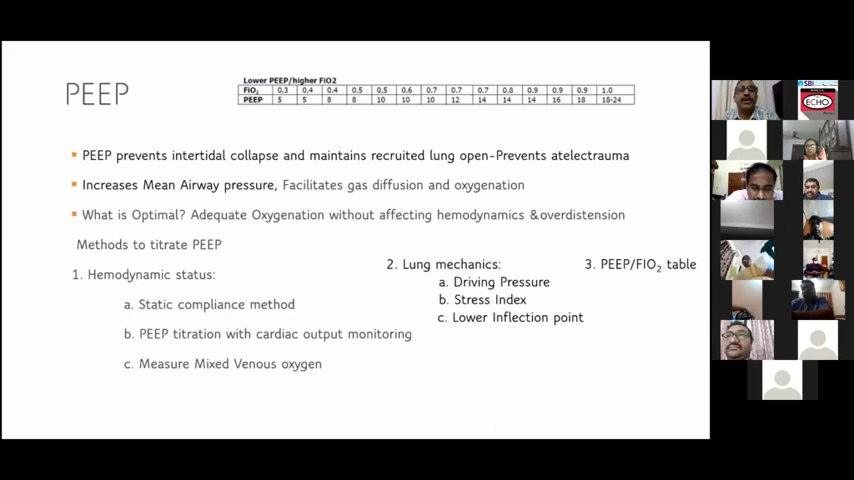 PEEP
Lower PEEP/higher FiO2
FiO₂ 0.3 0.4 0.4 0.5 0.5 0.6 0.7 0.7 0.7 0.8 0.9 0.9 0.9 1.0
PEEP 5 5 8 8 10 10 10 12 14 14 14 16 18 18-24
SBI
ECHO
▪ PEEP prevents intertidal collapse and maintains recruited lung open-Prevents atelectrauma
▪ Increases Mean Airway pressure, Facilitates gas diffusion and oxygenation
▪ What is Optimal? Adequate Oxygenation without affecting hemodynamics &overdistension
Methods to titrate PEEP
1. Hemodynamic status:
a. Static compliance method
b. PEEP titration with cardiac output monitoring
c. Measure Mixed Venous oxygen
2. Lung mechanics:
a. Driving Pressure
b. Stress Index
c. Lower Inflection point
3. PEEP/FIO₂ table